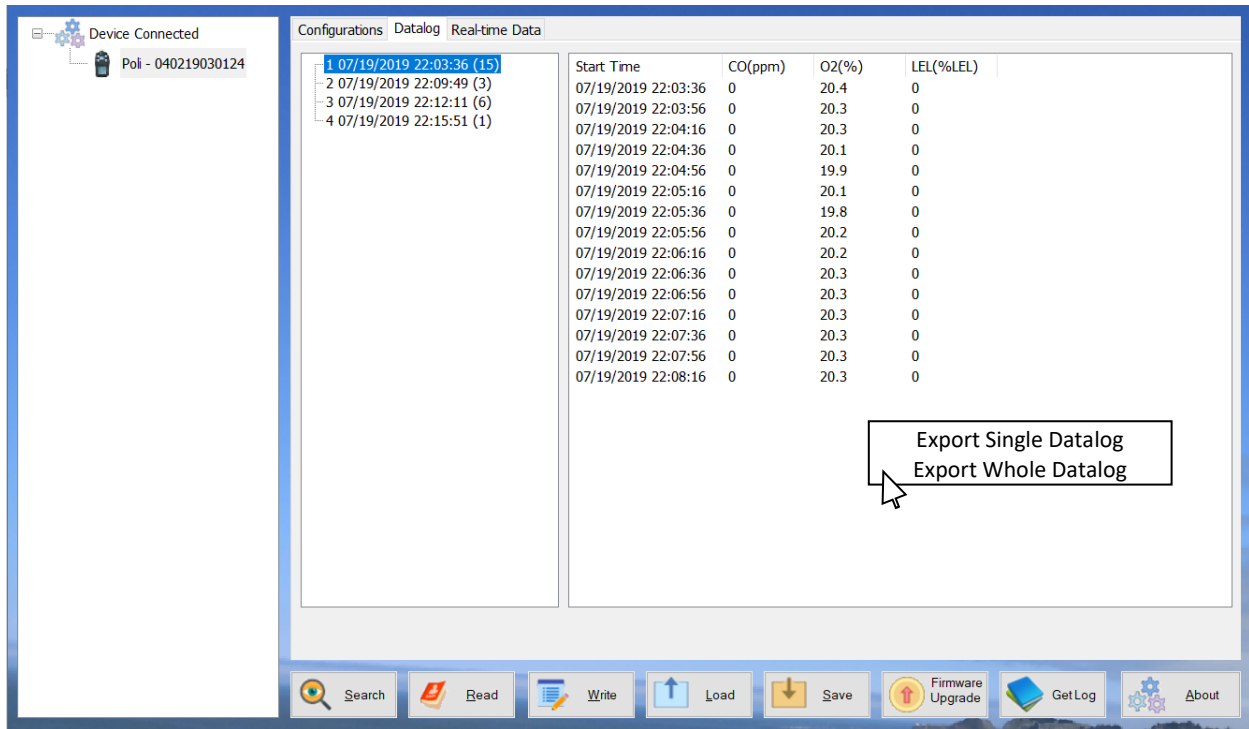 Device Connected
Poli - 040219030124
Configurations Datalog Real-time Data
1 07/19/2019 22:03:36 (15)
2 07/19/2019 22:09:49 (3)
3 07/19/2019 22:12:11 (6)
4 07/19/2019 22:15:51 (1)
Start Time CO(ppm) O2(%) LEL(%LEL)
07/19/2019 22:03:36 0 20.4 0
07/19/2019 22:03:56 0 20.3 0
07/19/2019 22:04:16 0 20.3 0
07/19/2019 22:04:36 0 20.1 0
07/19/2019 22:04:56 0 19.9 0
07/19/2019 22:05:16 0 20.1 0
07/19/2019 22:05:36 0 19.8 0
07/19/2019 22:05:56 0 20.2 0
07/19/2019 22:06:16 0 20.2 0
07/19/2019 22:06:36 0 20.3 0
07/19/2019 22:06:56 0 20.3 0
07/19/2019 22:07:16 0 20.3 0
07/19/2019 22:07:36 0 20.3 0
07/19/2019 22:07:56 0 20.3 0
07/19/2019 22:08:16 0 20.3 0
Export Single Datalog
Export Whole Datalog
Search Read Write Load Save Firmware
Upgrade GetLog About